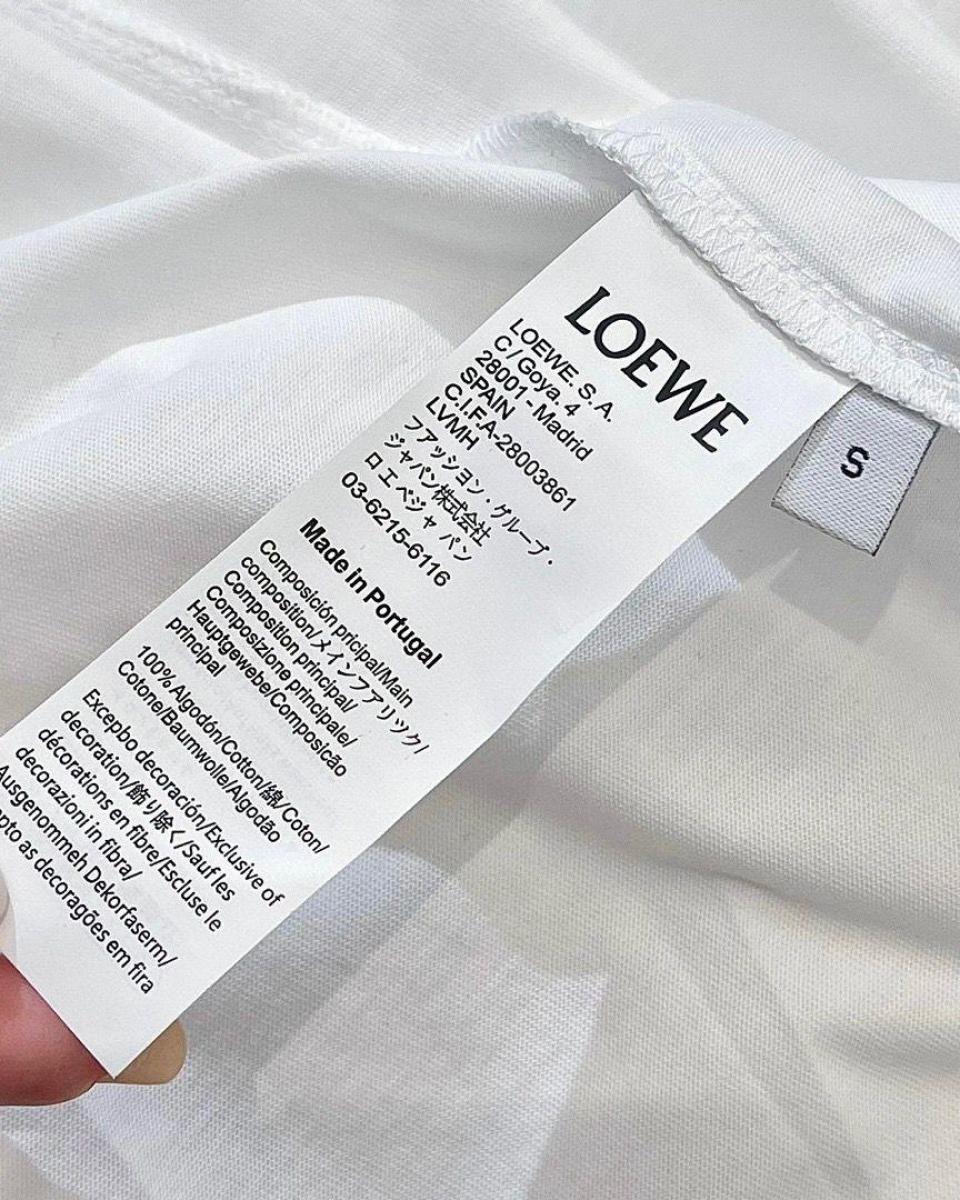 LOEWE
LOEWE. S. A.
C/Goya. 4
28001 - Madrid
SPAIN
C.I.F.A-28003861
LVMH
ファッション・グループ・
ジャパン株式会社
ロエベジャ パン
03-6215-6116
Made in Portugal
Composición pricipal/Main
composition/メインファリック/
Composition principal/
Composizione principale/
Hauptgewebe/Composicão
principal
100% Algodón/Cotton/綿/Coton/
Cotone/Baumwolle/Algodão
Excepbo decoración/Exclusive of
decoration/飾り除く/Sauf les
décorations en fibre/Escluse le
decorazioni in fibra/
Ausgenommeh Dekorfaserm/
pto as decoragões em fira
S